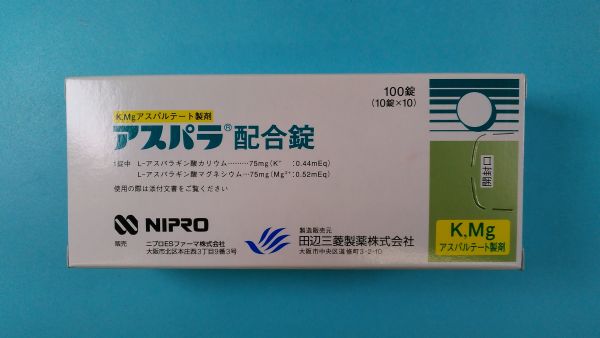 100錠
(10錠×10)
K,Mgアスパルテート製剤
アスパラ®配合錠
1錠中 L-アスパラギン酸カリウム………75mg(K⁺ :0.44mEq)
L-アスパラギン酸マグネシウム…75mg(Mg²⁺:0.52mEq)
使用の際は添付文書をご覧ください
NIPRO
販売 ニプロESファーマ株式会社
大阪市北区本庄西3丁目9番3号
製造販売元
田辺三菱製薬株式会社
大阪市中央区道修町3-2-10
開封口
K,Mg
アスパルテート製剤